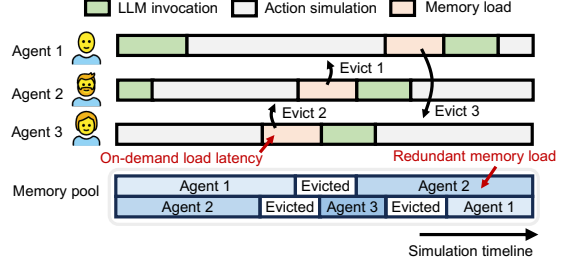 LLM invocation Action simulation Memory load
Agent 1
Evict 1
Agent 2
Evict 2
Evict 3
Agent 3
On-demand load latency
Redundant memory load
Memory pool
Agent 1 Evicted Agent 2
Agent 2 Evicted Agent 3 Evicted Agent 1
Simulation timeline